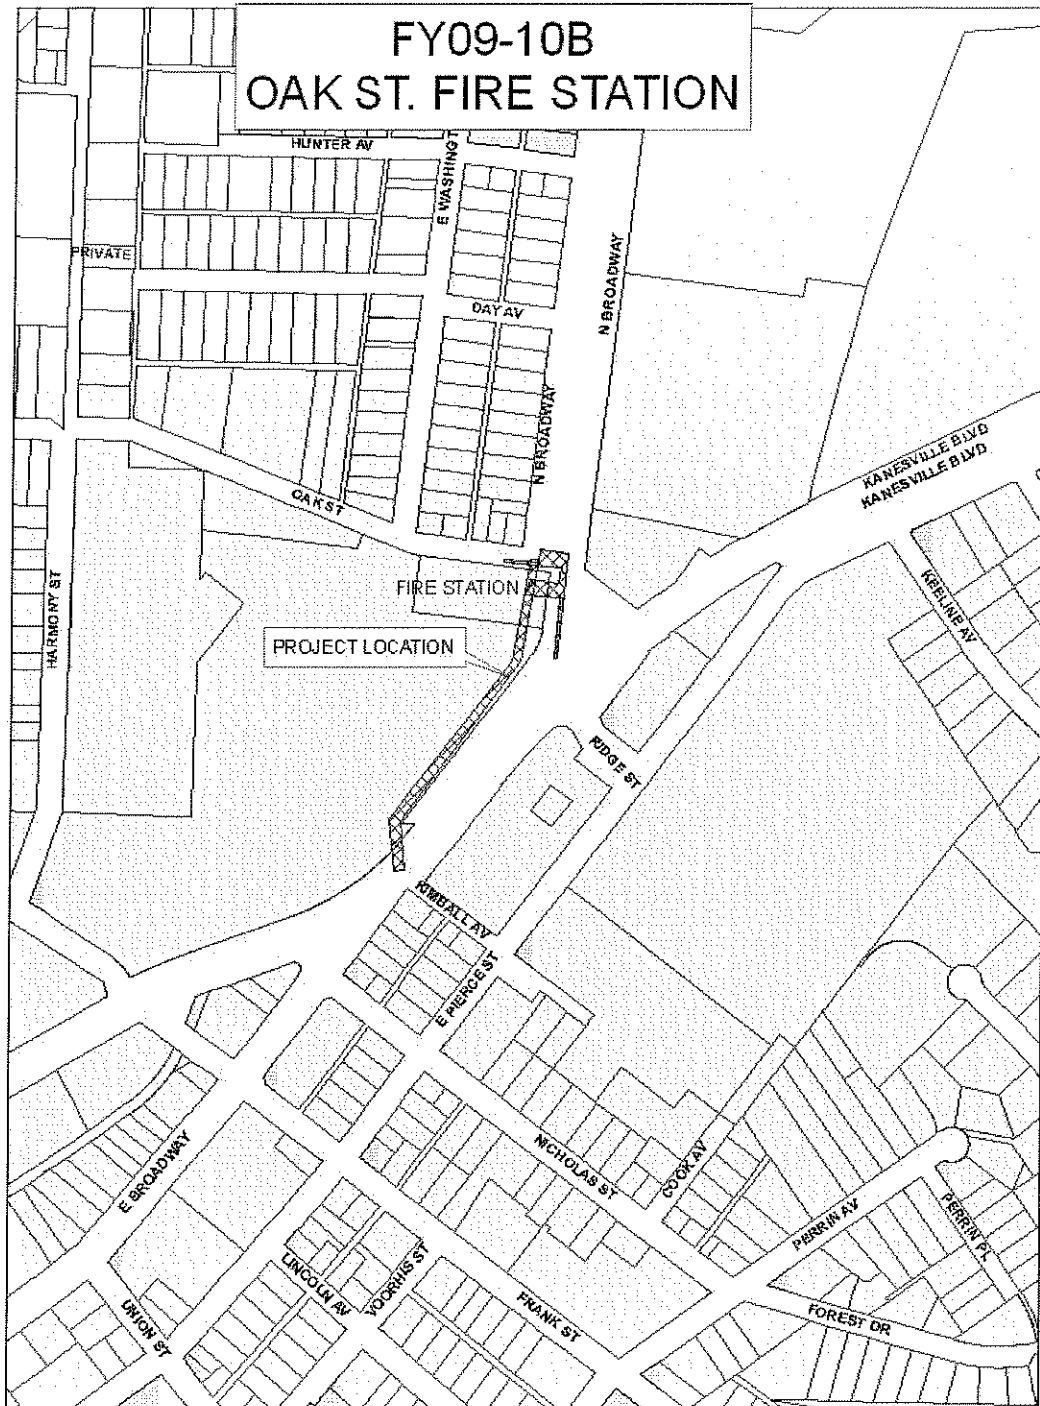 FY09-10B
OAK ST. FIRE STATION
HUNTER AV
E WASHINGT
PRIVATE
N BROADWAY
DAY AV
N BROADWAY
KANESVILLE BLVD
KANESVILLE BLVD
OAK ST
HARMONY ST
FIRE STATION
KEELINE AV
PROJECT LOCATION
RIDGE ST
KIMBALL AV
E PIERCE ST
NICHOLAS ST
COOK AV
E BROADWAY
PERRIN AV
PERRIN PL
LINCOLN AV
VOORHIS ST
UNION ST
FRANK ST
FOREST DR